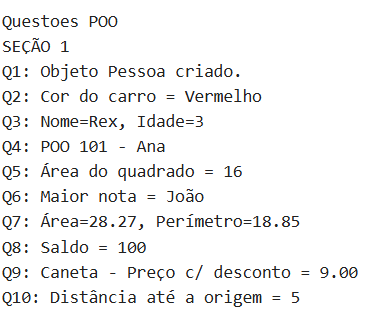 Questoes POO
SEÇÃO 1
Q1: Objeto Pessoa criado.
Q2: Cor do carro = Vermelho
Q3: Nome=Rex, Idade=3
Q4: POO 101 - Ana
Q5: Área do quadrado = 16
Q6: Maior nota = João
Q7: Área=28.27, Perímetro=18.85
Q8: Saldo = 100
Q9: Caneta - Preço c/ desconto = 9.00
Q10: Distância até a origem = 5